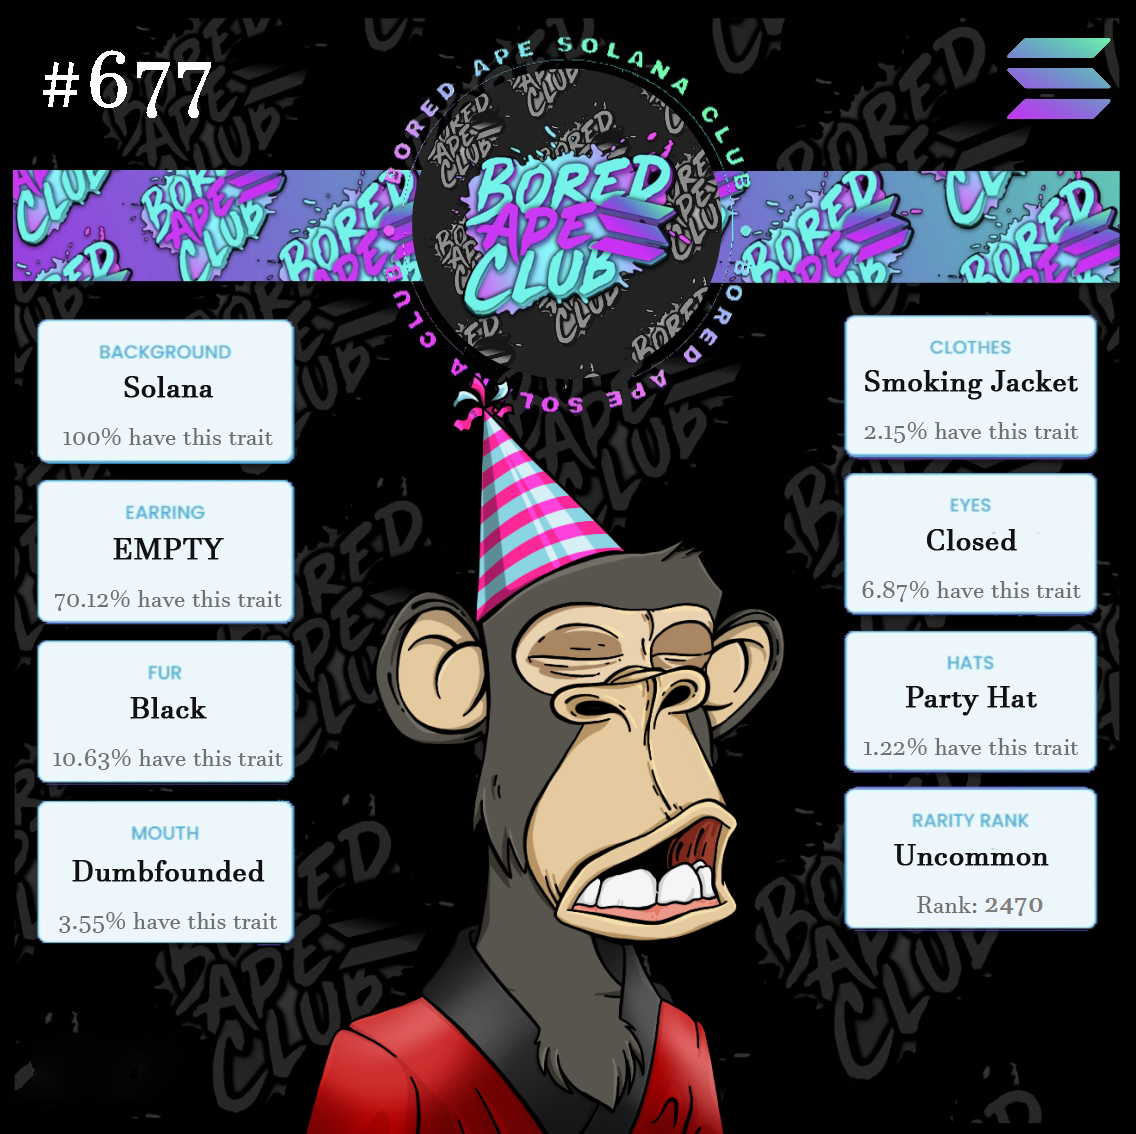 #677
BORED APE SOLANA CLUB
BORED APE SOLANA CLUB
BORED
APE
CLUB
BACKGROUND
Solana
100% have this trait
EARRING
EMPTY
70.12% have this trait
FUR
Black
10.63% have this trait
MOUTH
Dumbfounded
3.55% have this trait
CLOTHES
Smoking Jacket
2.15% have this trait
EYES
Closed
6.87% have this trait
HATS
Party Hat
1.22% have this trait
RARITY RANK
Uncommon
Rank: 2470